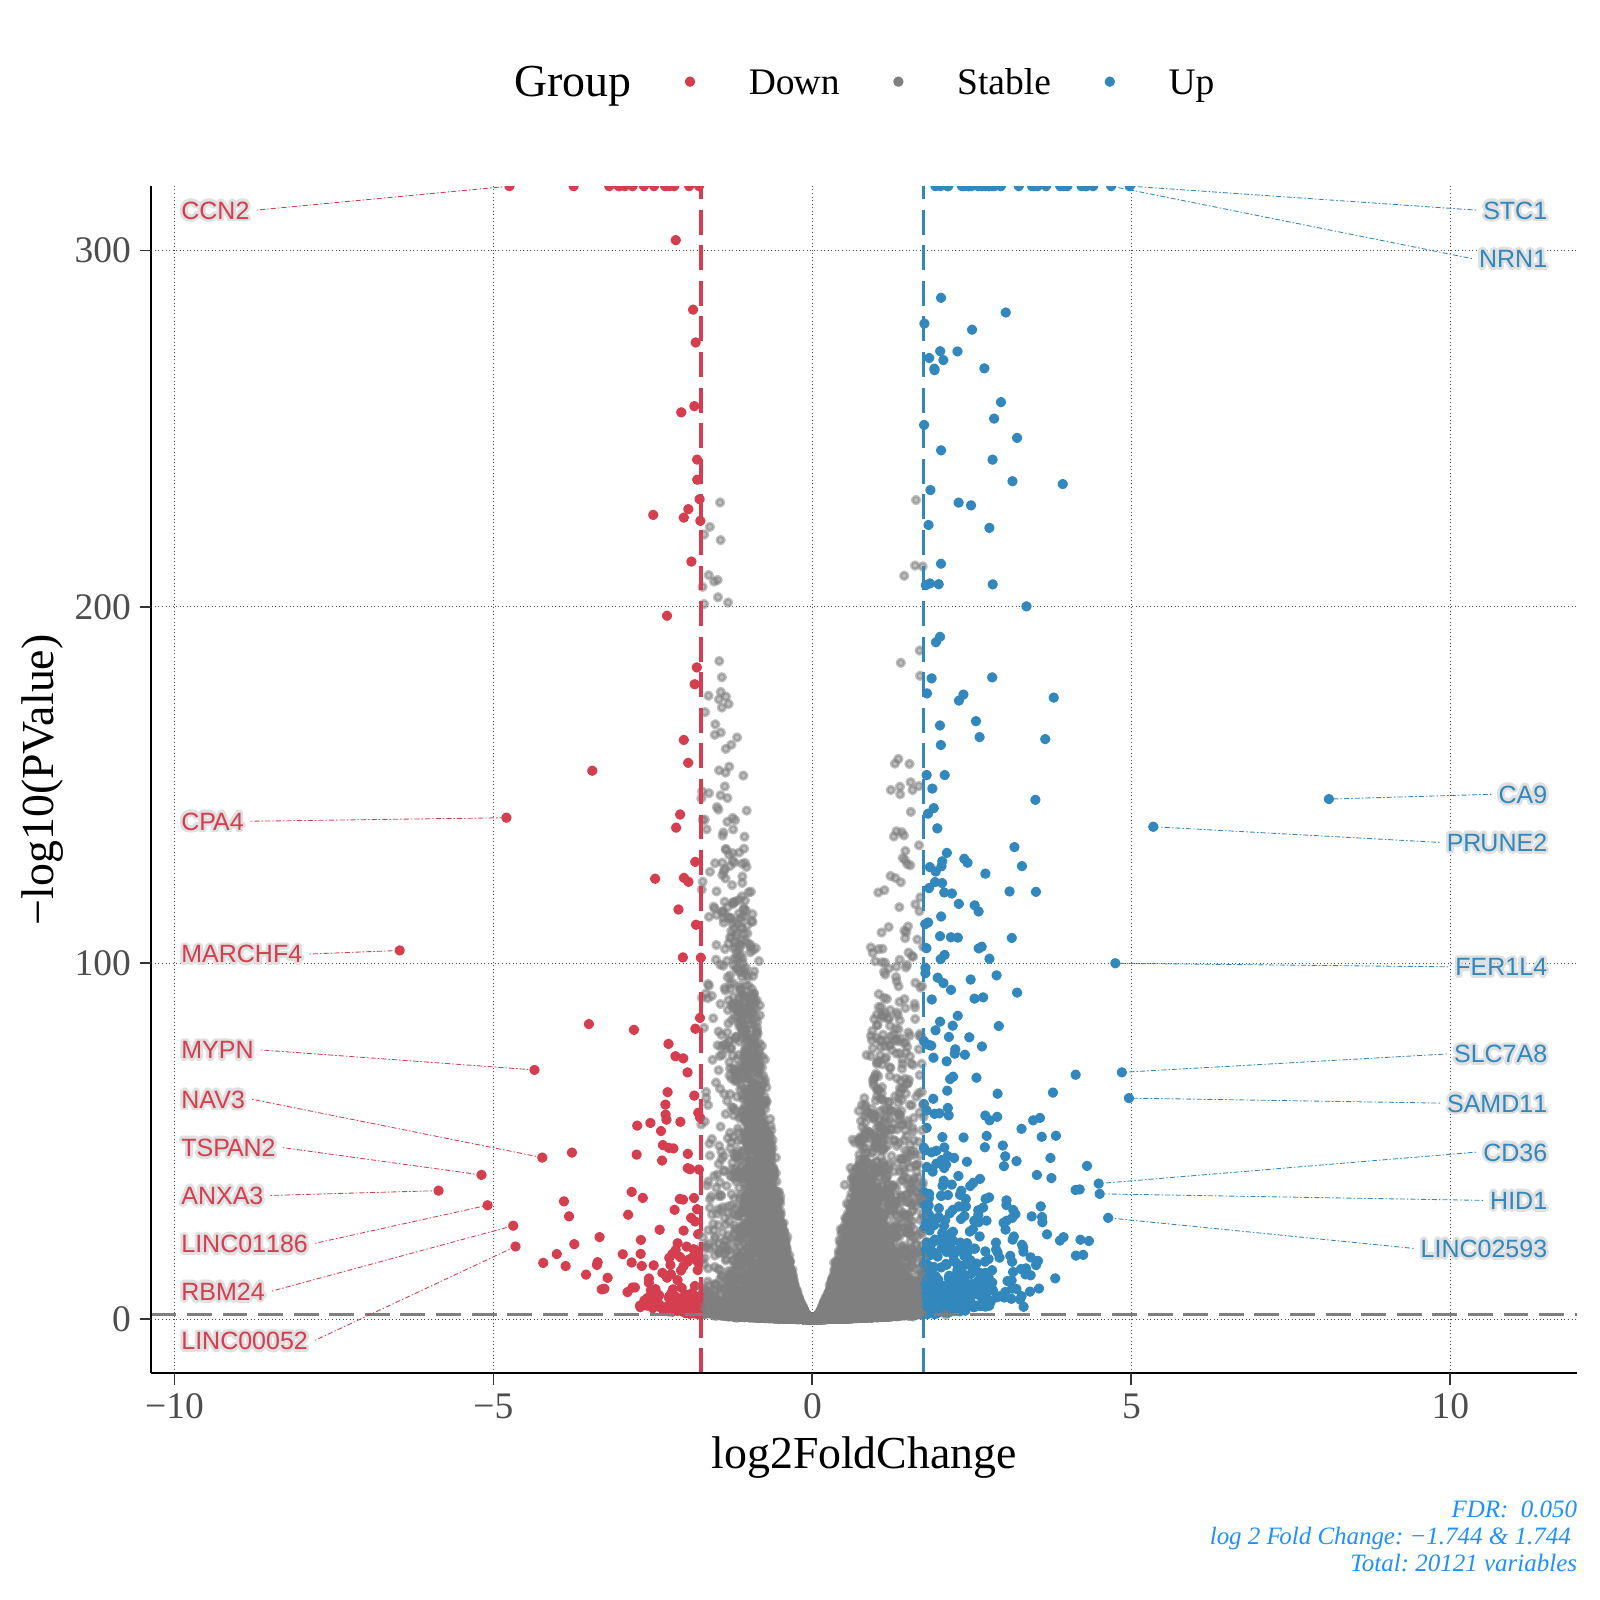 Group Down Stable Up
CCN2
STC1
NRN1
300
200
100
0
−log10(PValue)
CPA4
MARCHF4
MYPN
NAV3
TSPAN2
ANXA3
LINC01186
RBM24
LINC00052
CA9
PRUNE2
FER1L4
SLC7A8
SAMD11
CD36
HID1
LINC02593
−10 −5 0 5 10
log2FoldChange
FDR: 0.050
log 2 Fold Change: −1.744 & 1.744
Total: 20121 variables